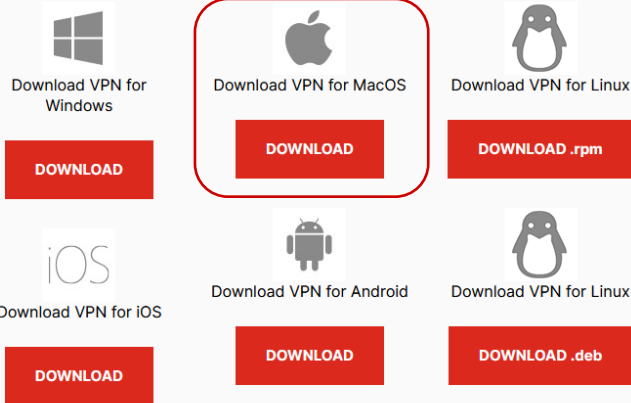 Download VPN for
Windows
DOWNLOAD
Download VPN for MacOS
DOWNLOAD
Download VPN for Linux
DOWNLOAD .rpm
iOS
Download VPN for iOS
DOWNLOAD
Download VPN for Android
DOWNLOAD
Download VPN for Linux
DOWNLOAD .deb